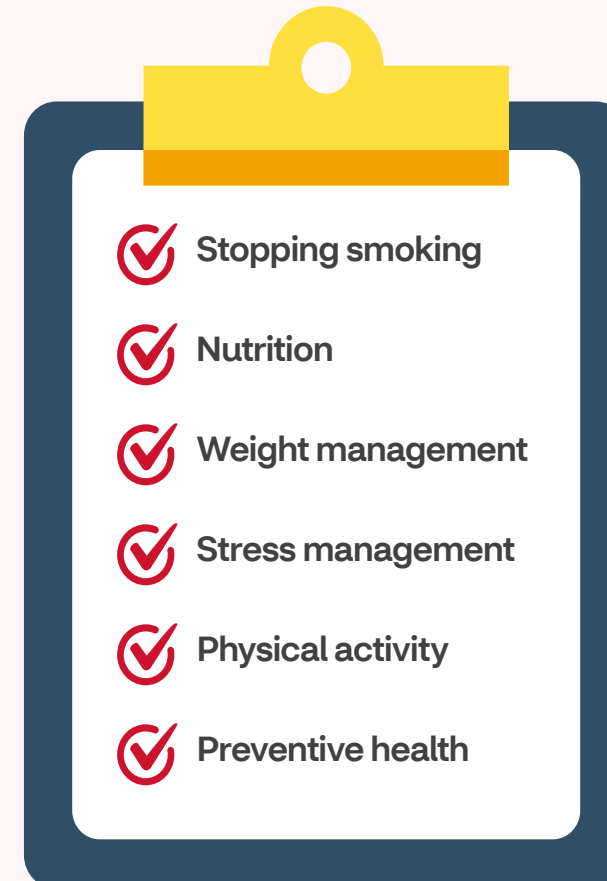 Stopping smoking
Nutrition
Weight management
Stress management
Physical activity
Preventive health